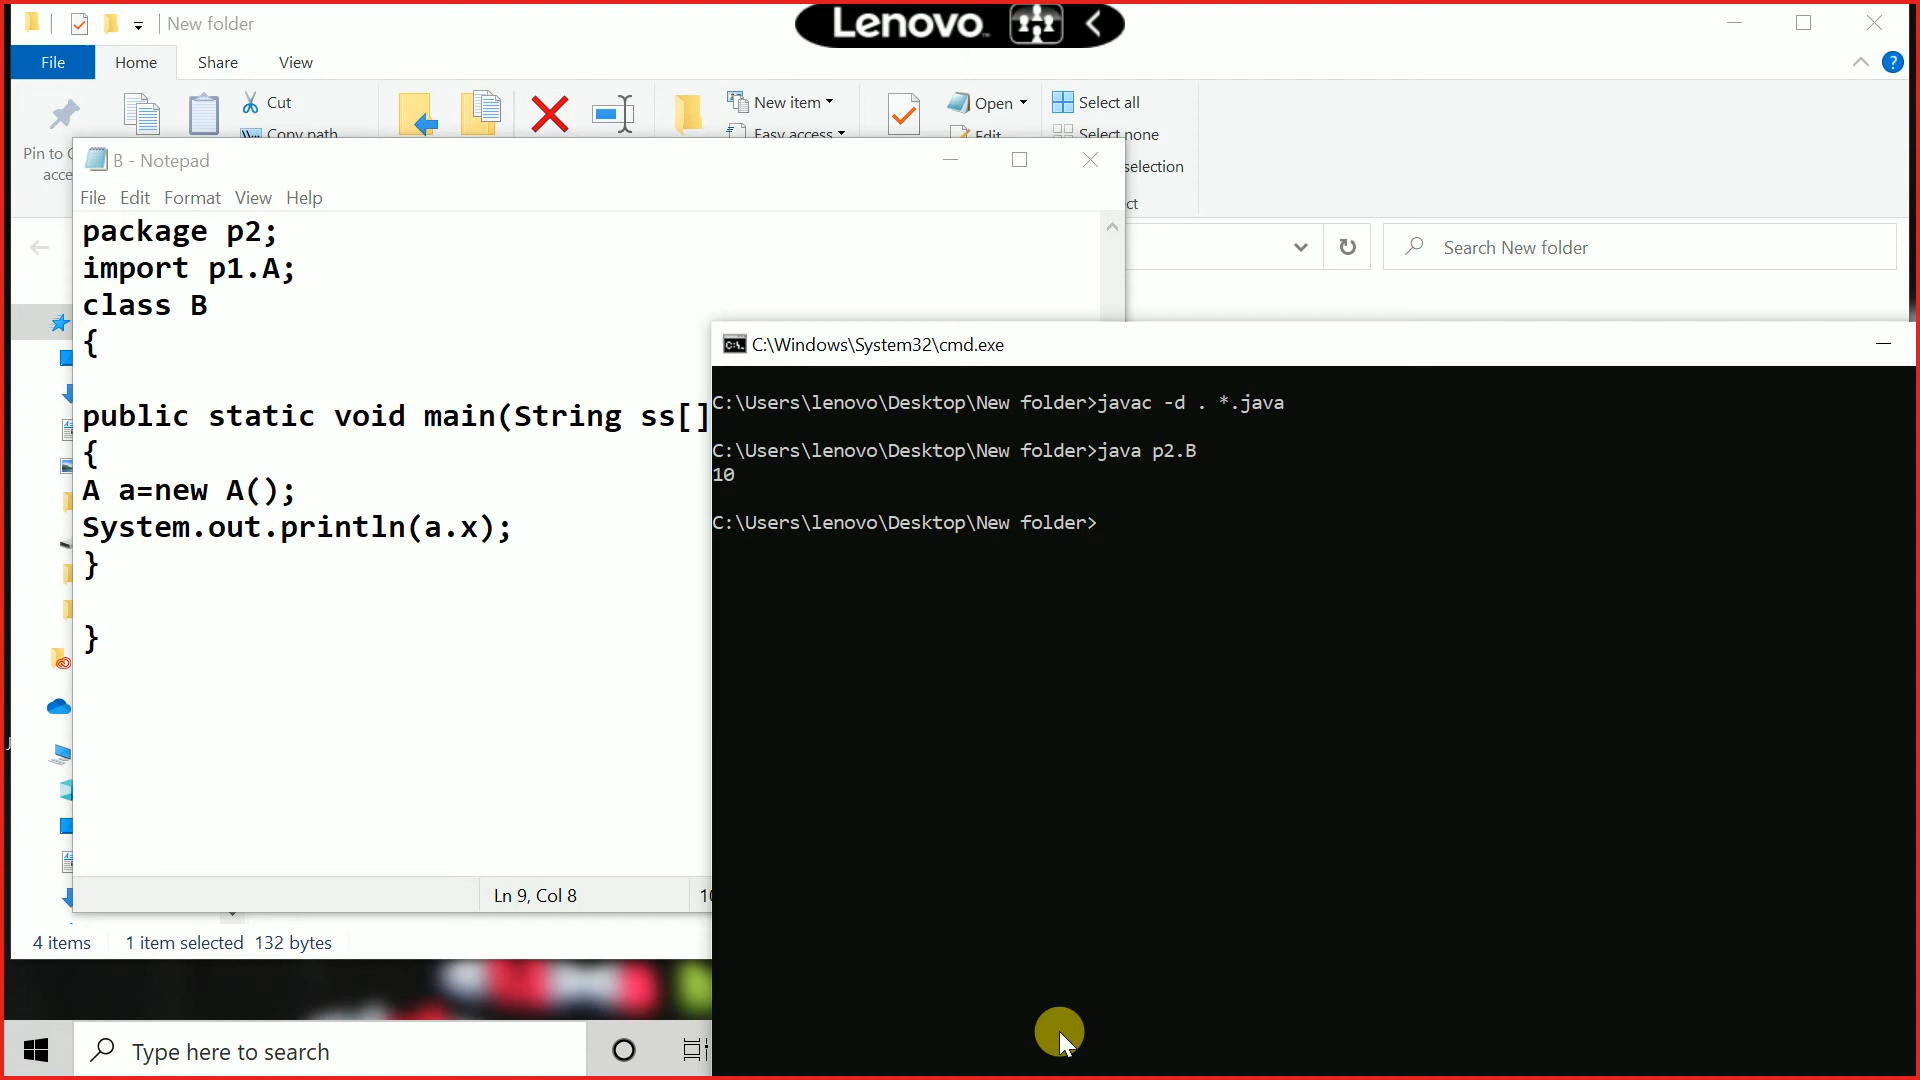 New folder
Lenovo
File Home Share View
Cut
New item
Open
Select all
Copy path
Easy access
Edit
Select none
Pin to
acce
selection
ct
B - Notepad
File Edit Format View Help
package p2;
import p1.A;
class B
{
public static void main(String ss[]
{
A a=new A();
System.out.println(a.x);
}
}
Search New folder
C:\Windows\System32\cmd.exe
C:\Users\lenovo\Desktop\New folder>javac -d . *.java
C:\Users\lenovo\Desktop\New folder>java p2.B
10
C:\Users\lenovo\Desktop\New folder>
Ln 9, Col 8
4 items 1 item selected 132 bytes
Type here to search